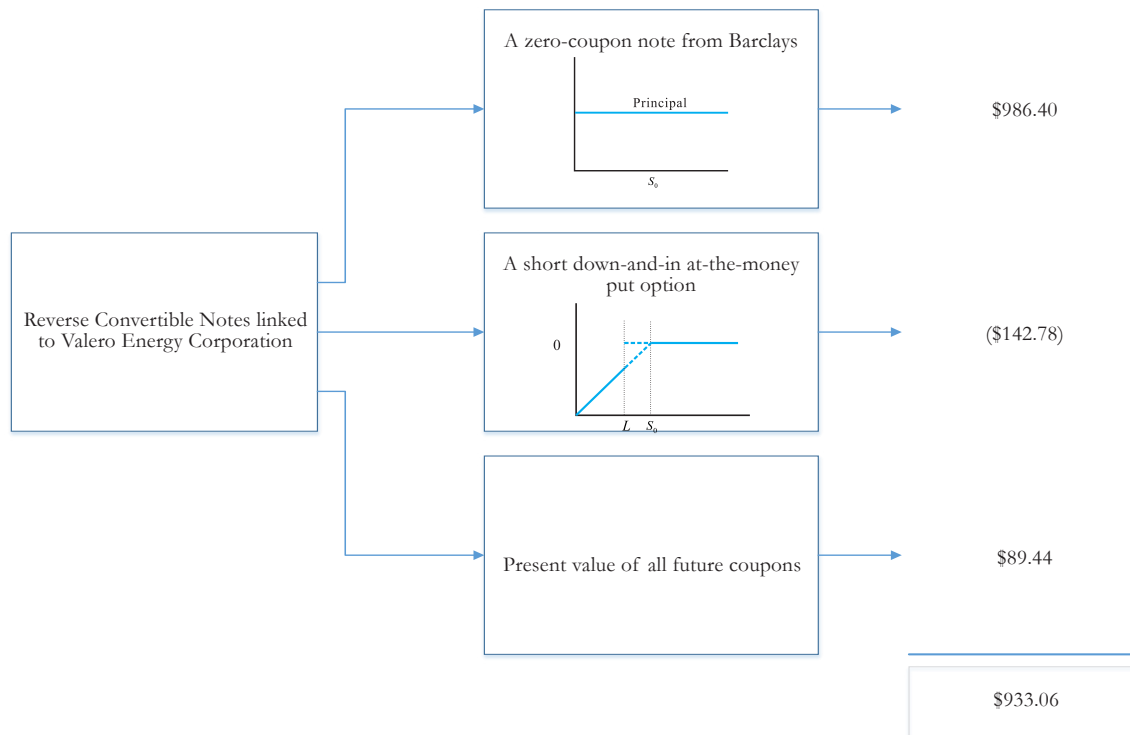 A zero-coupon note from Barclays
Principal
S₀
$986.40
Reverse Convertible Notes linked
to Valero Energy Corporation
A short down-and-in at-the-money
put option
0
L S₀
($142.78)
Present value of all future coupons
$89.44
$933.06